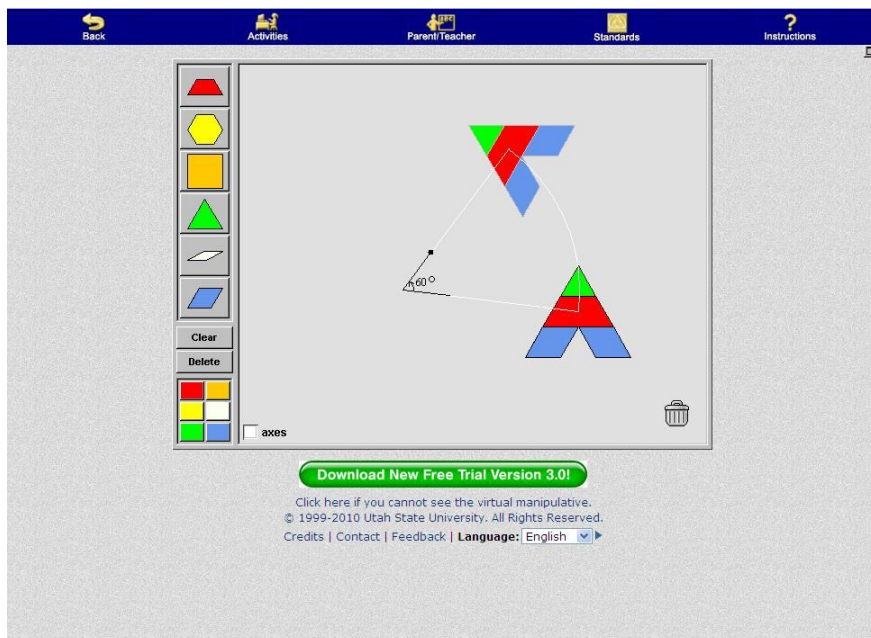 Back Activities Parent/Teacher Standards Instructions
60°
Clear
Delete
axes
Download New Free Trial Version 3.0!
Click here if you cannot see the virtual manipulative.
© 1999-2010 Utah State University. All Rights Reserved.
Credits | Contact | Feedback | Language: English